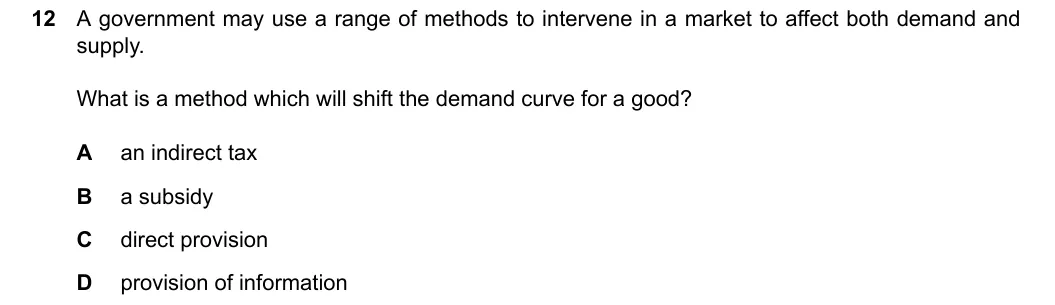 12 A government may use a range of methods to intervene in a market to affect both demand and
supply.
What is a method which will shift the demand curve for a good?
A an indirect tax
B a subsidy
C direct provision
D provision of information